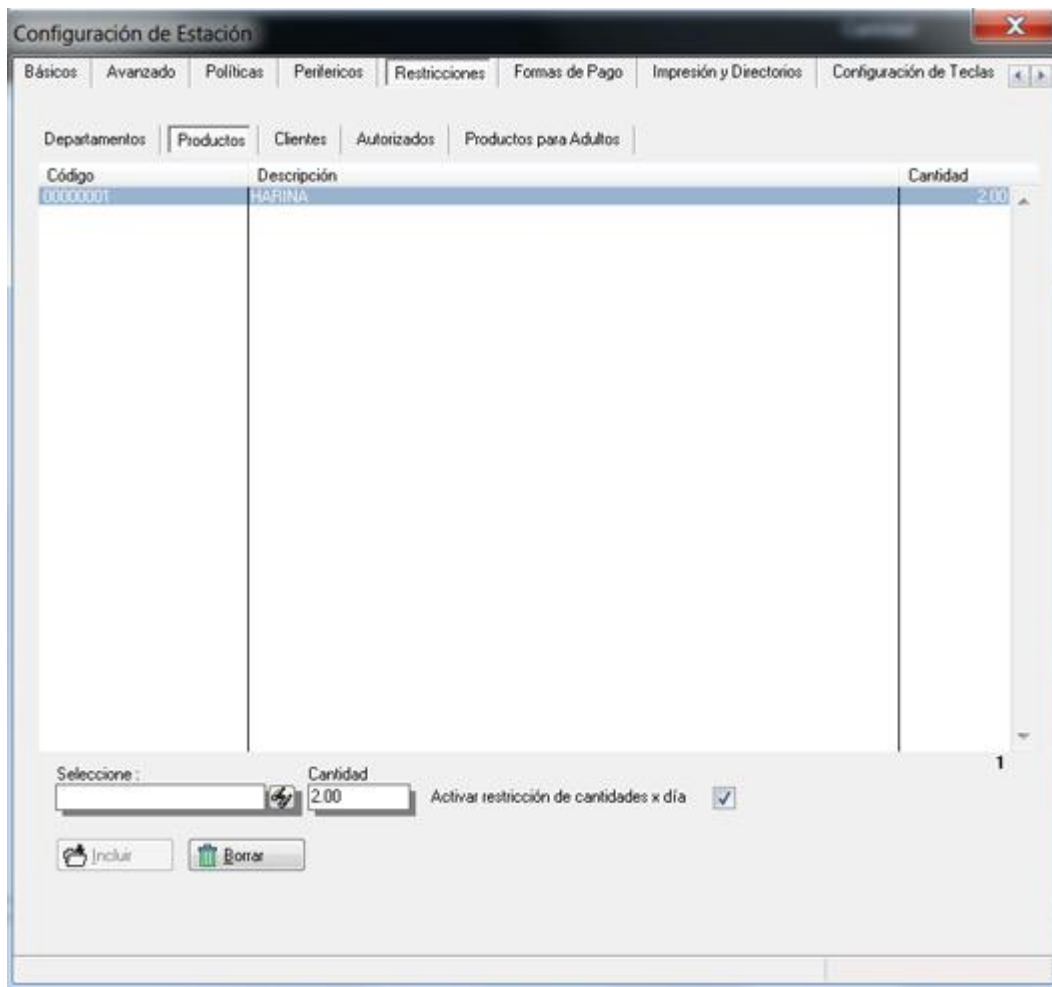 Configuración de Estación
Básicos Avanzado Políticas Perifericos Restricciones Formas de Pago Impresión y Directorios Configuración de Teclas
Departamentos Productos Clientes Autorizados Productos para Adultos
Código Descripción Cantidad
00000001 HARINA 2.00
1
Seleccione : Cantidad
2.00 Activar restricción de cantidades x día
Incluir Borrar